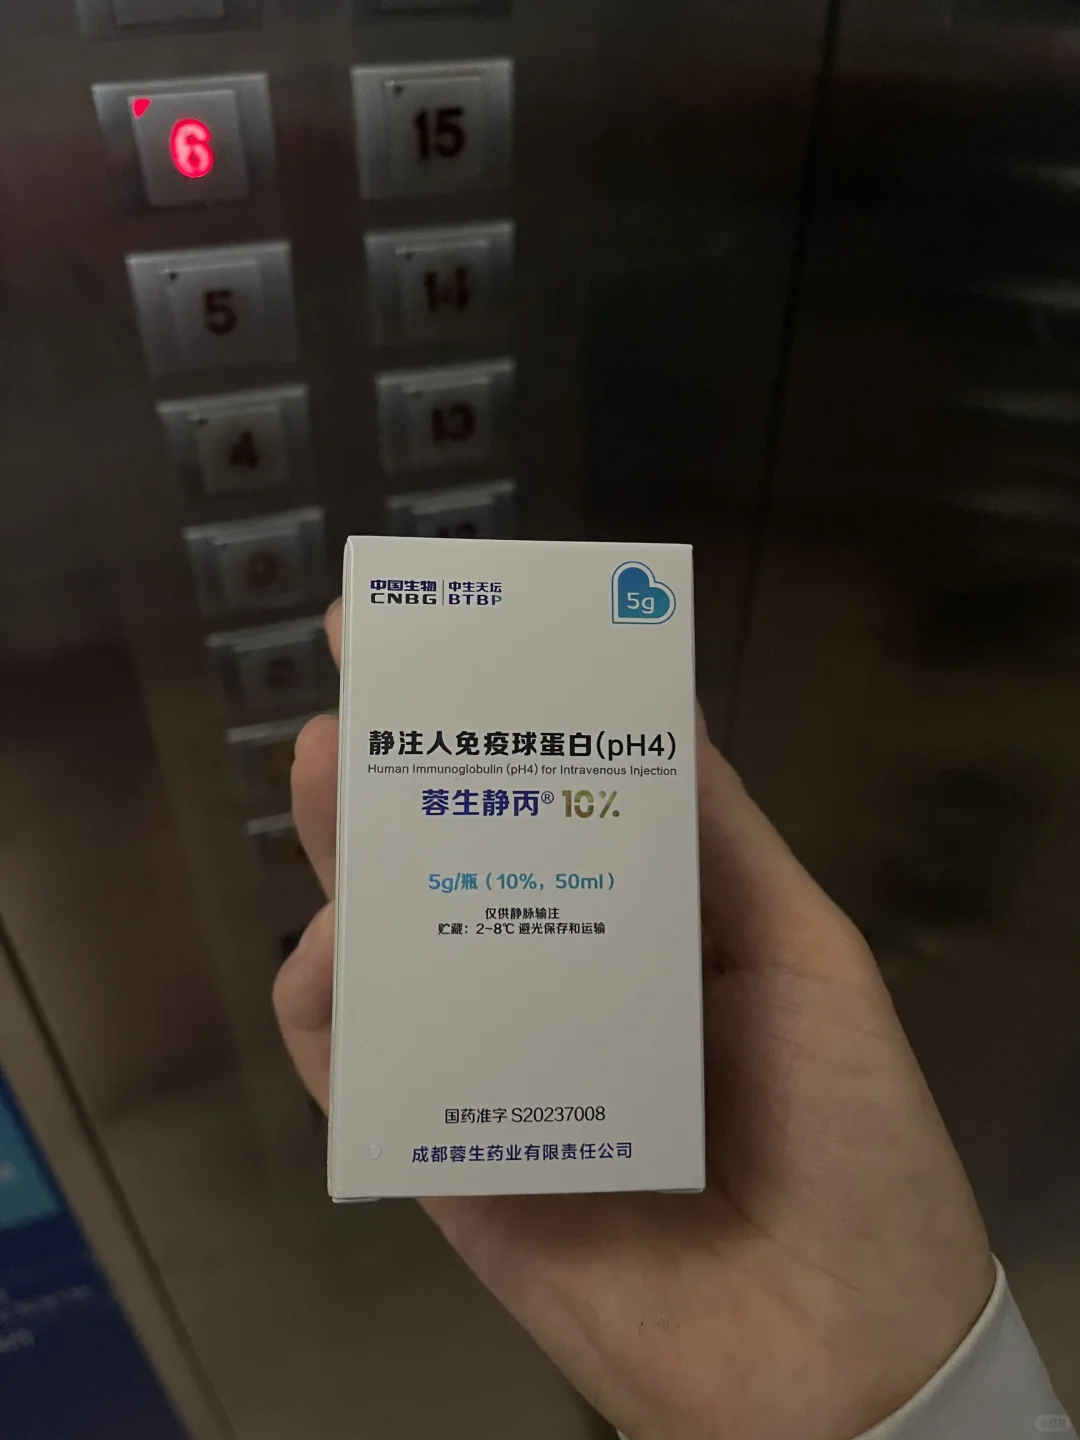 6
15
5
14
4
13
中国生物 中生天坛
CNBG BTBP
5g
静注人免疫球蛋白(pH4)
Human Immunoglobulin (pH4) for Intravenous Injection
蓉生静丙® 10%
5g/瓶（10%，50ml）
仅供静脉输注
贮藏：2~8℃ 避光保存和运输
国药准字 S20237008
成都蓉生药业有限责任公司
小红书